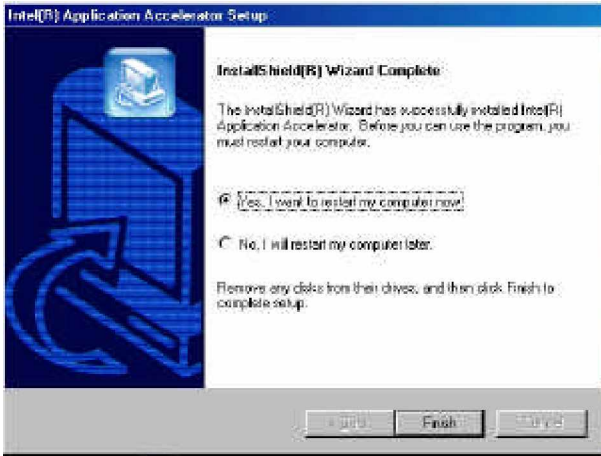 Intel(R) Application Accelerator Setup
InstallShield(R) Wizard Complete
The InstallShield(R) Wizard has successfully installed Intel(R)
Application Accelerator. Before you can use the program, you
must restart your computer.
Yes, I want to restart my computer now.
No, I will restart my computer later.
Remove any disks from their drives, and then click Finish to
complete setup.
Finish